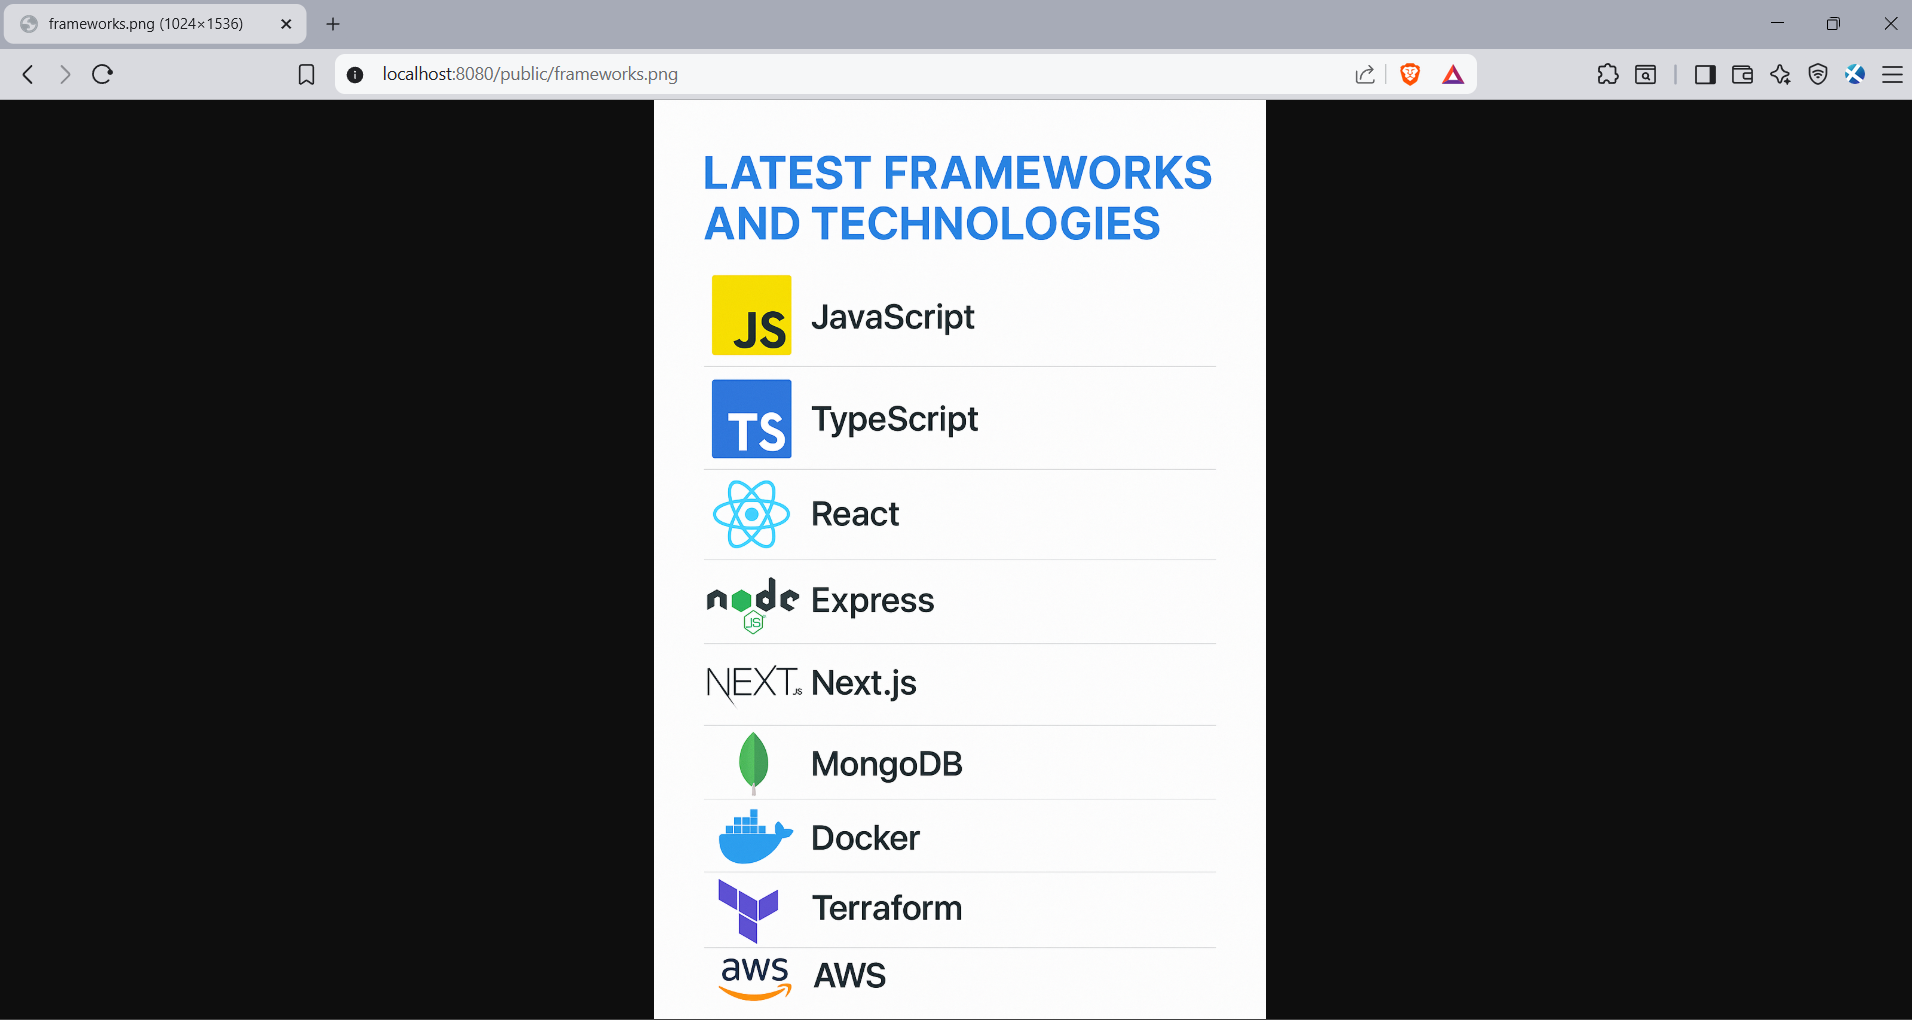 frameworks.png (1024×1536)
localhost:8080/public/frameworks.png
LATEST FRAMEWORKS
AND TECHNOLOGIES
JS JavaScript
TS TypeScript
React
node Express
JS
NEXT.JS Next.js
MongoDB
Docker
Terraform
aws AWS